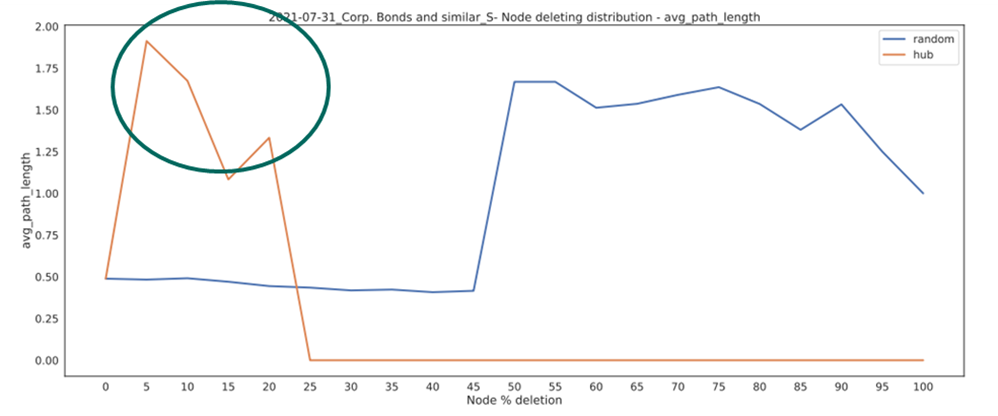 2021-07-31_Corp. Bonds and similar_S- Node deleting distribution - avg_path_length
2.00
1.75
1.50
1.25
1.00
0.75
0.50
0.25
0.00
avg_path_length
random
hub
0 5 10 15 20 25 30 35 40 45 50 55 60 65 70 75 80 85 90 95 100
Node % deletion